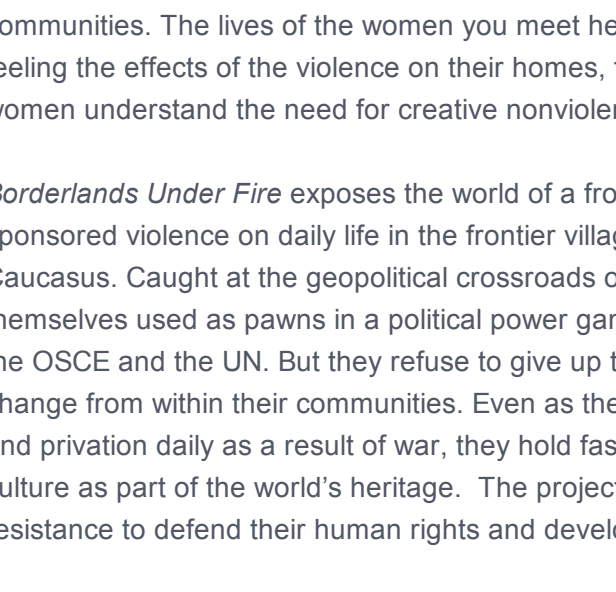 ommunities. The lives of the women you meet he
eeling the effects of the violence on their homes,
women understand the need for creative nonviole
Borderlands Under Fire exposes the world of a fro
ponsored violence on daily life in the frontier villag
Caucasus. Caught at the geopolitical crossroads o
hemselves used as pawns in a political power gar
he OSCE and the UN. But they refuse to give up t
hange from within their communities. Even as the
nd privation daily as a result of war, they hold fas
ulture as part of the world’s heritage.  The project
esistance to defend their human rights and develo